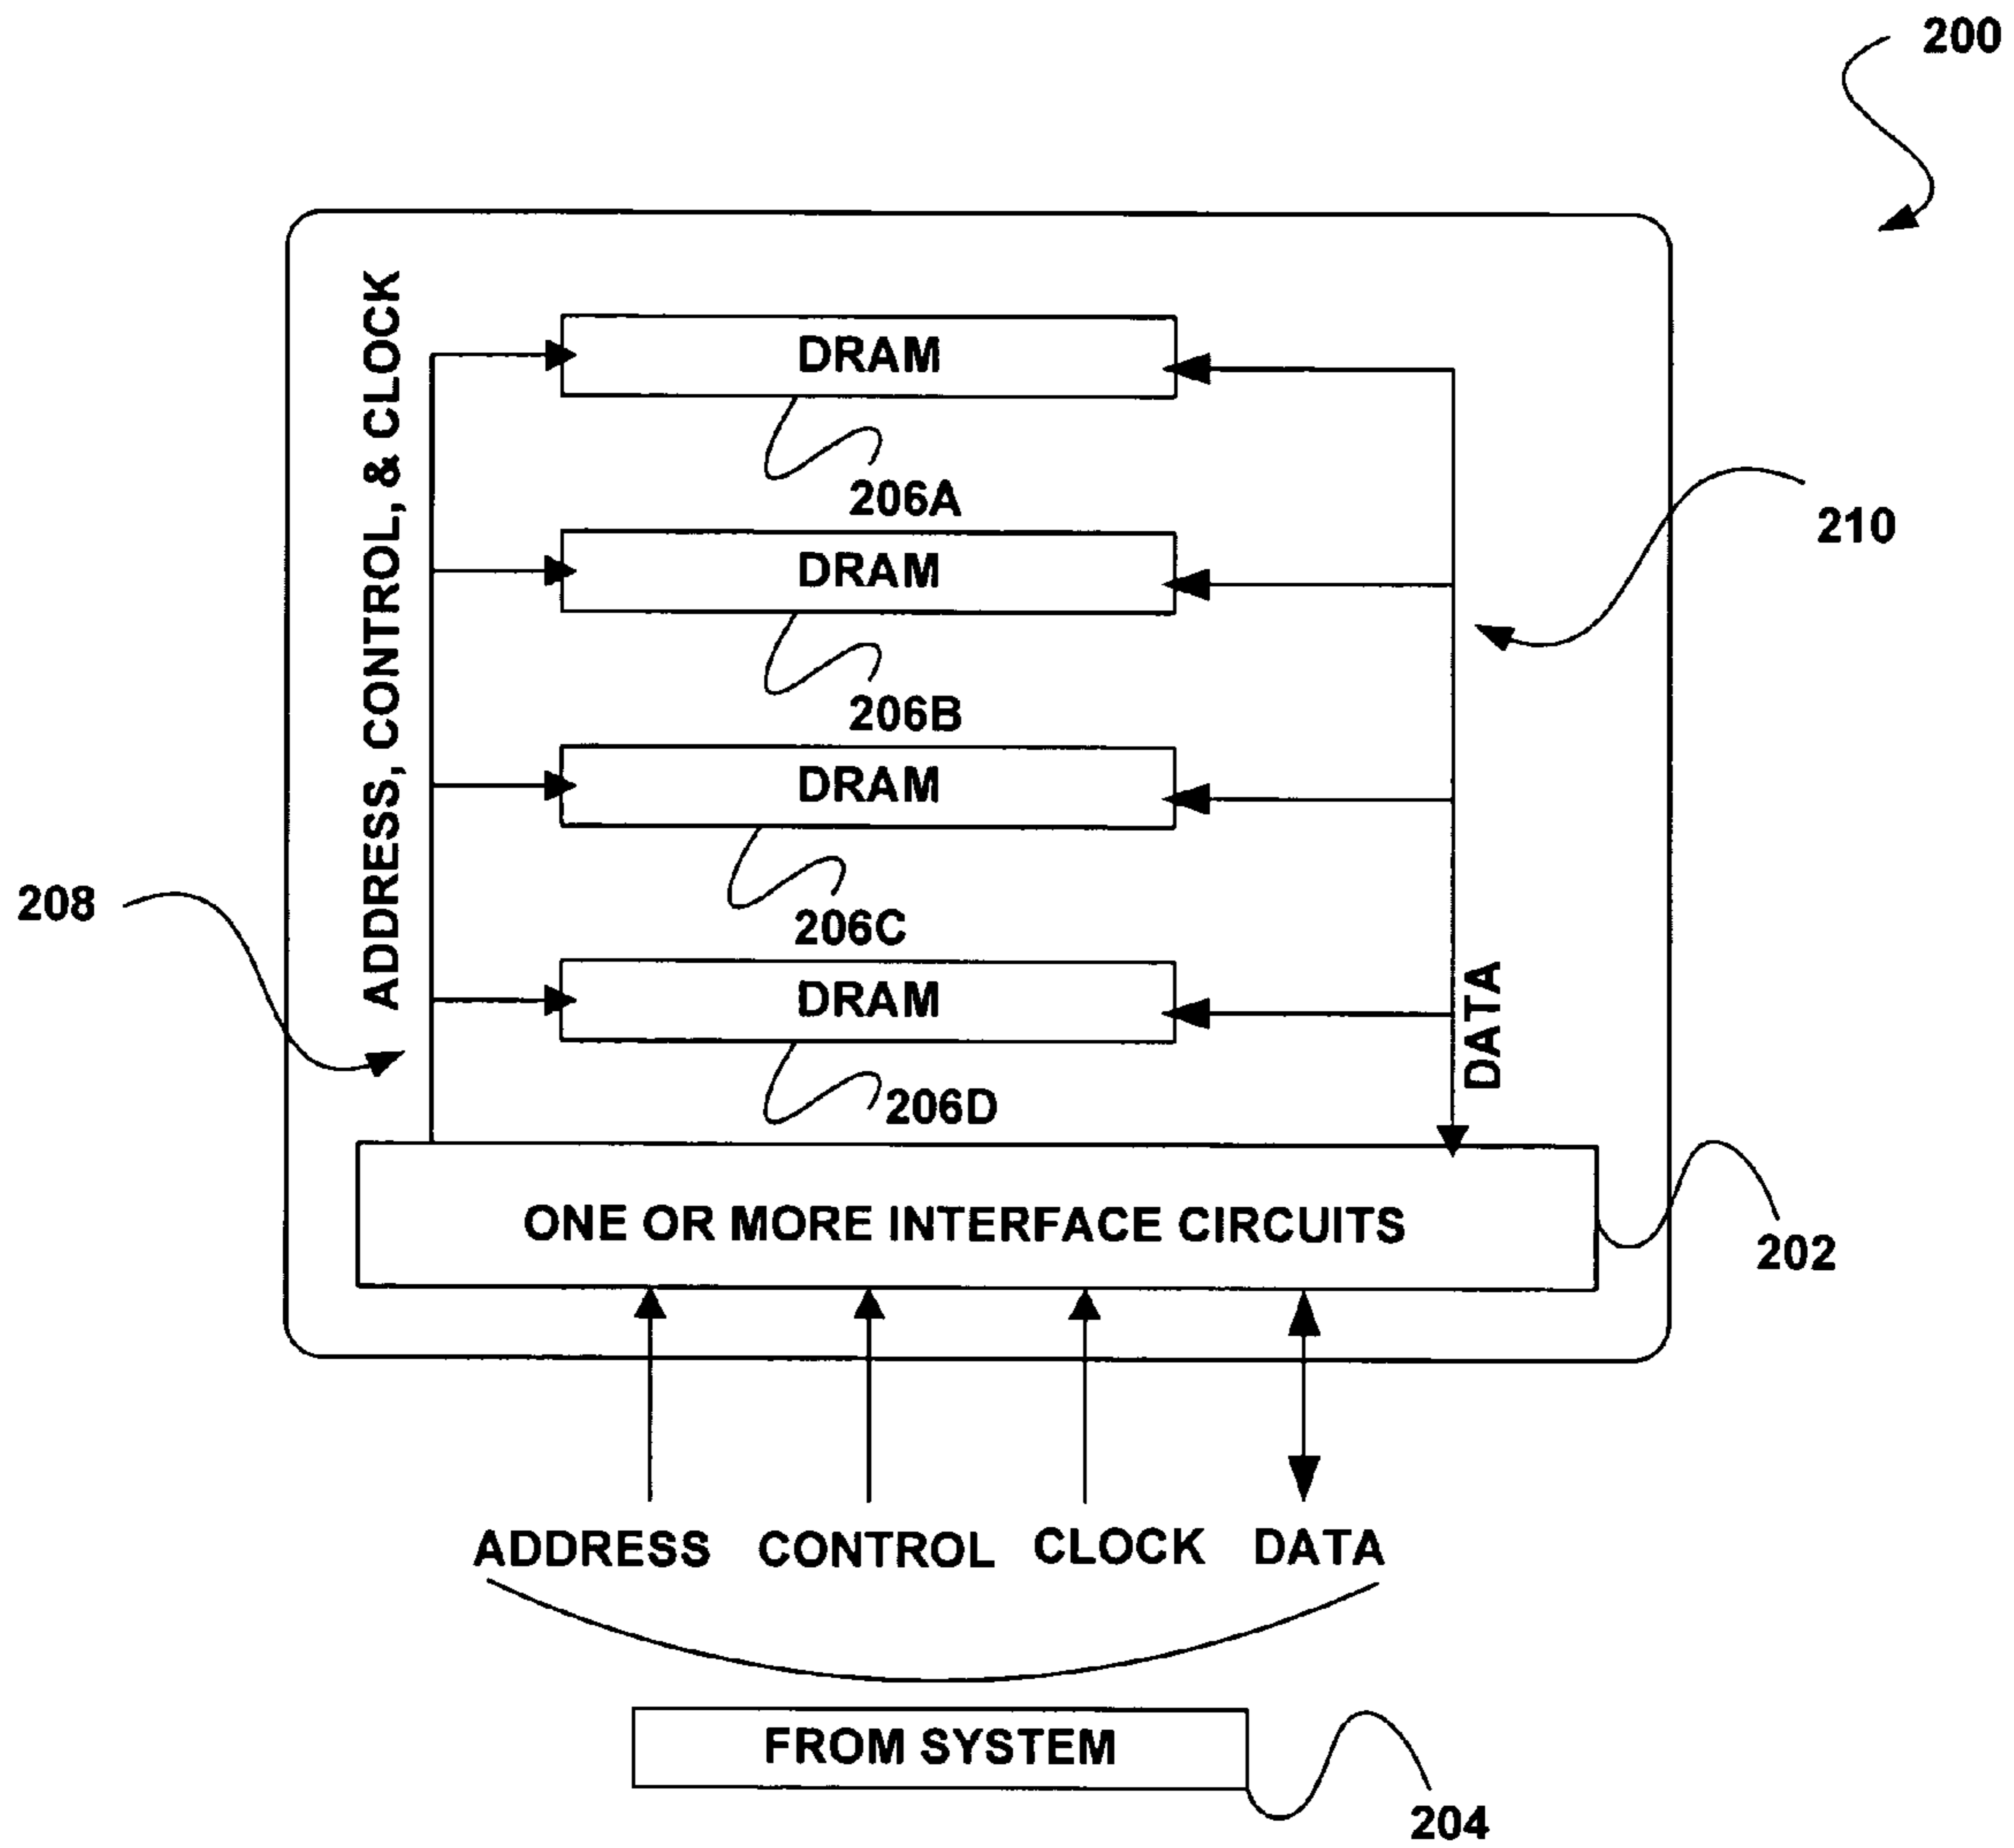 200
ADDRESS, CONTROL, & CLOCK
DRAM
206A
DRAM
210
206B
DRAM
208
206C
DRAM
DATA
206D
ONE OR MORE INTERFACE CIRCUITS
202
ADDRESS CONTROL CLOCK DATA
FROM SYSTEM
204